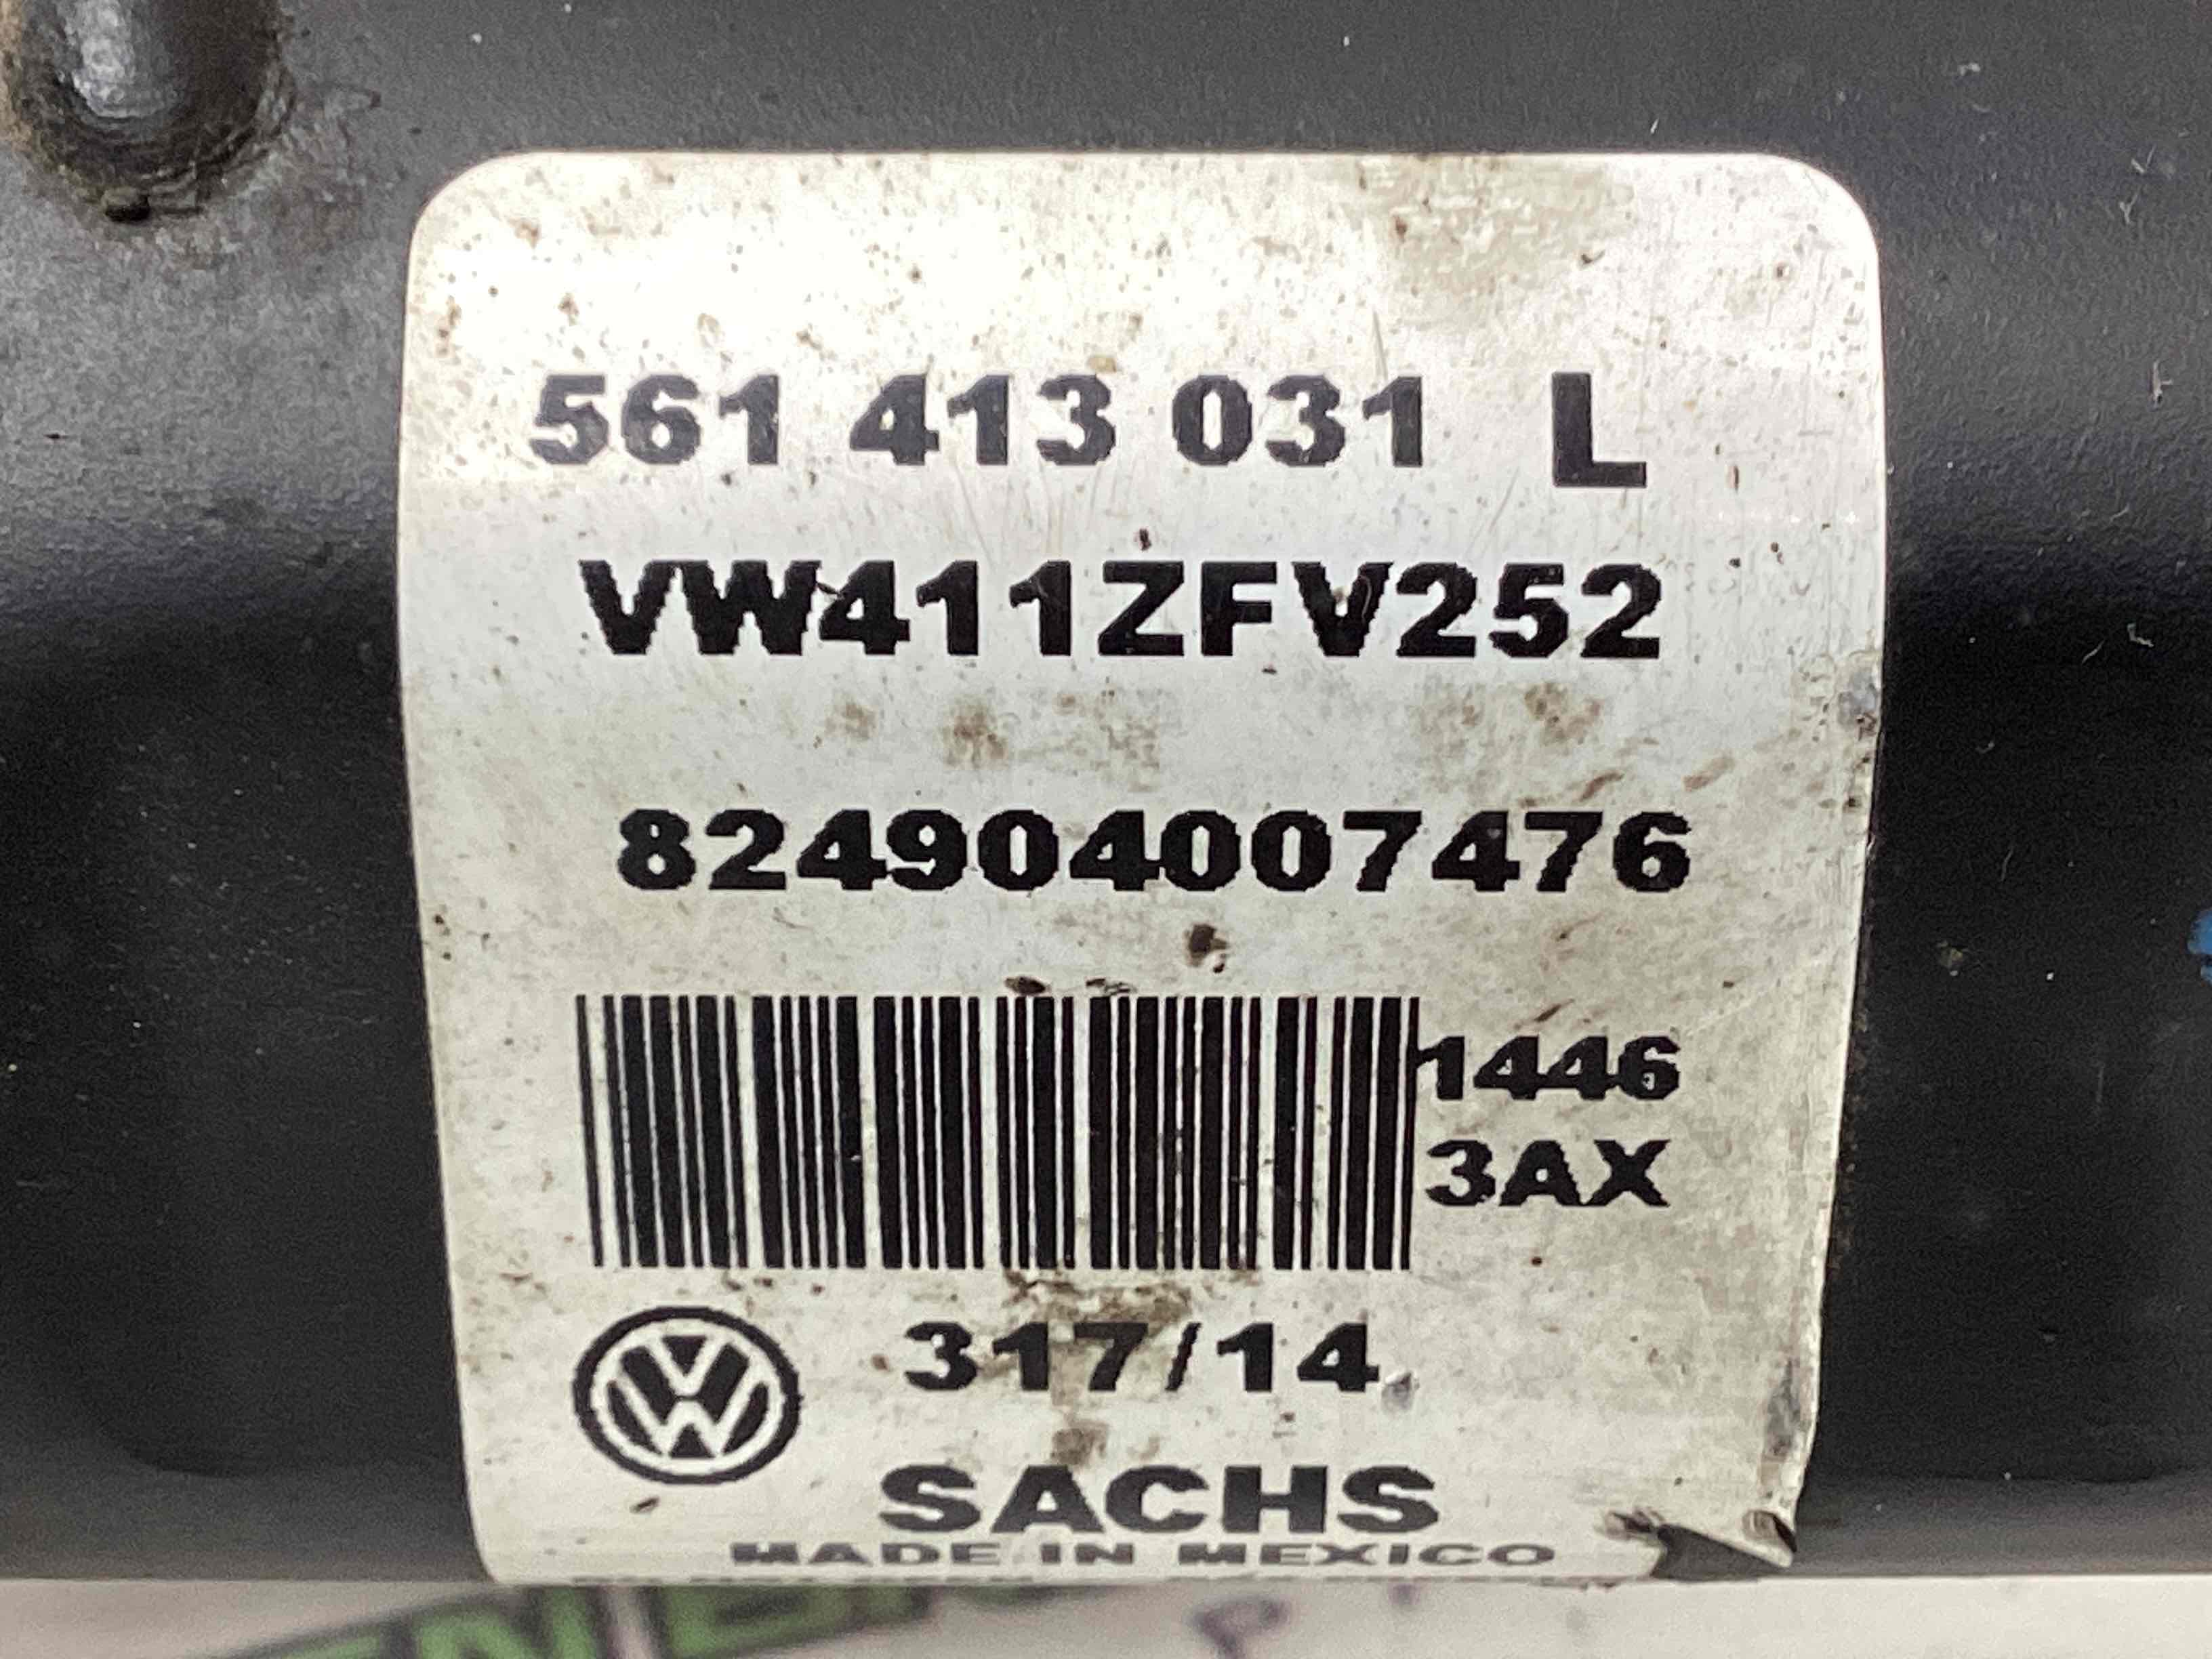 561 413 031 L
VW411ZFV252
824904007476
1446
3AX
317/14
SACHS
MADE IN MEXICO